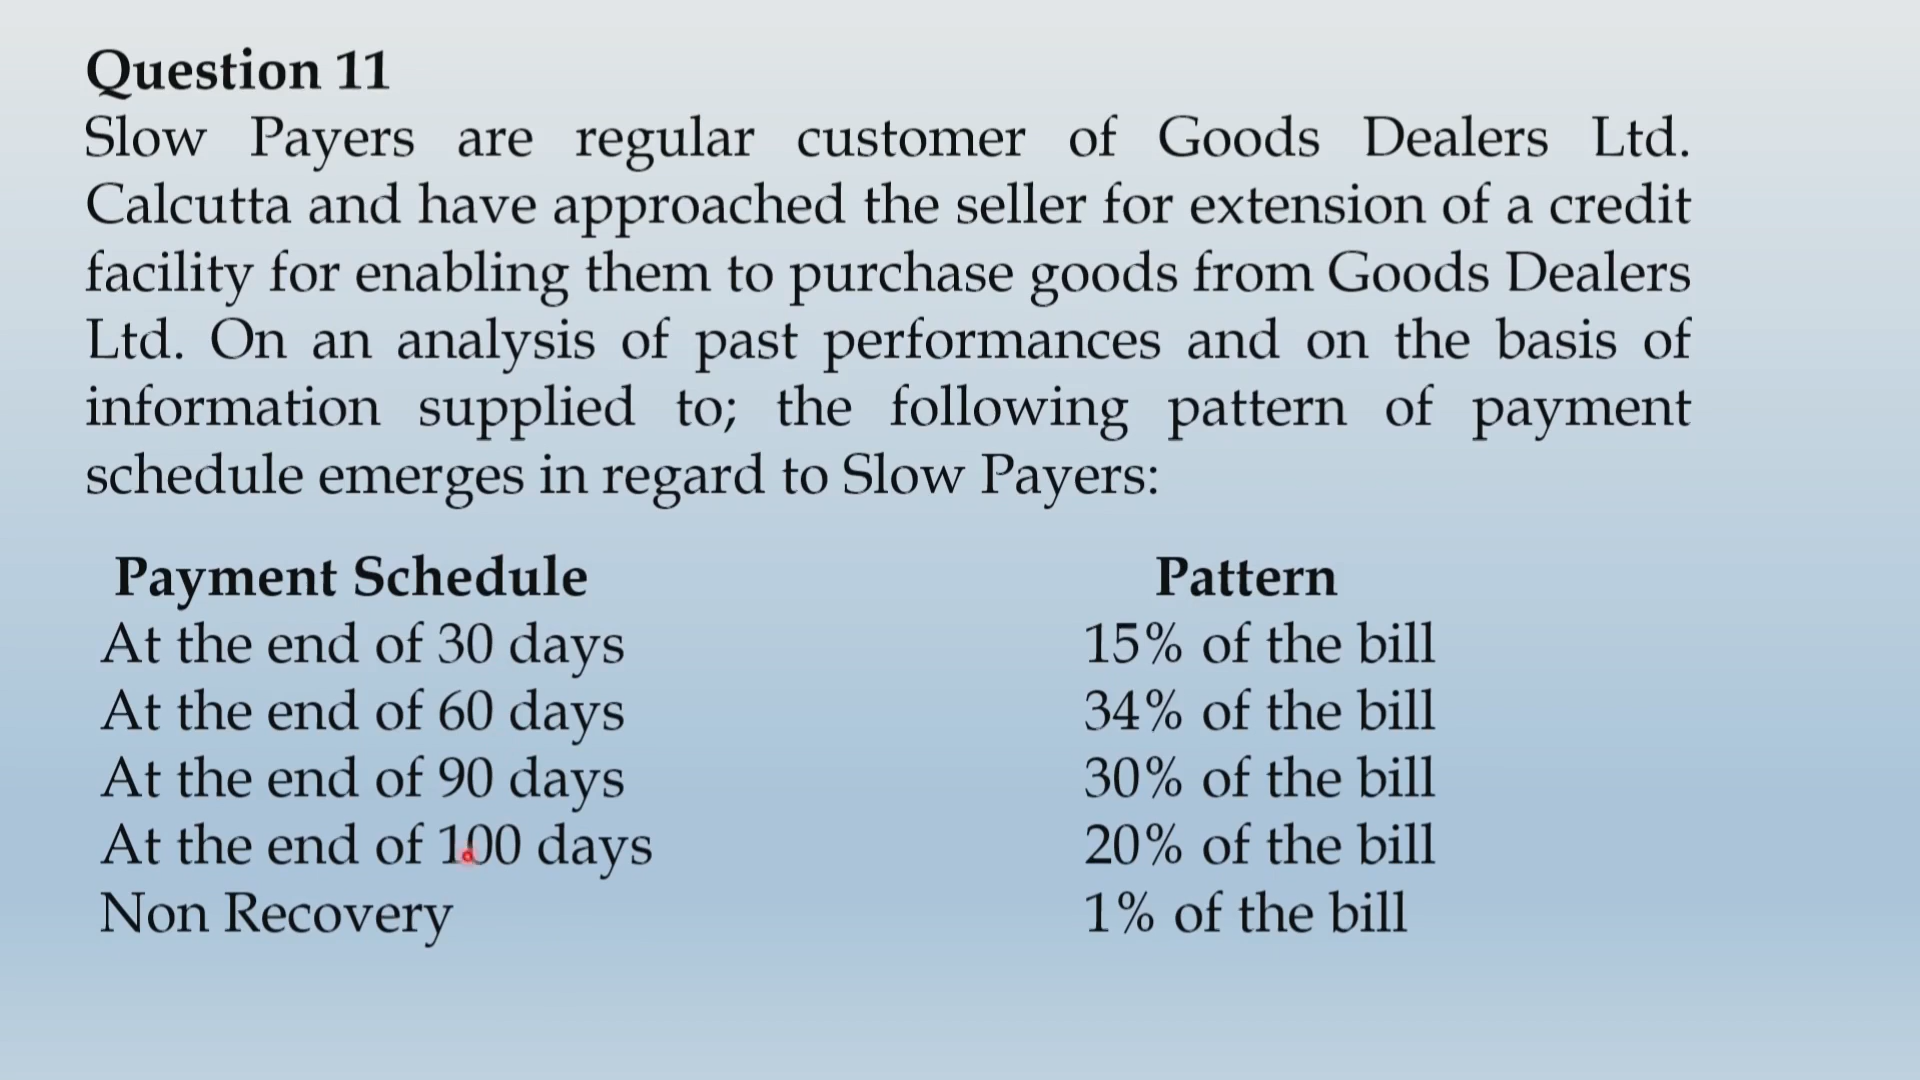 Question 11
Slow Payers are regular customer of Goods Dealers Ltd.
Calcutta and have approached the seller for extension of a credit
facility for enabling them to purchase goods from Goods Dealers
Ltd. On an analysis of past performances and on the basis of
information supplied to; the following pattern of payment
schedule emerges in regard to Slow Payers:
Payment Schedule Pattern
At the end of 30 days 15% of the bill
At the end of 60 days 34% of the bill
At the end of 90 days 30% of the bill
At the end of 100 days 20% of the bill
Non Recovery 1% of the bill